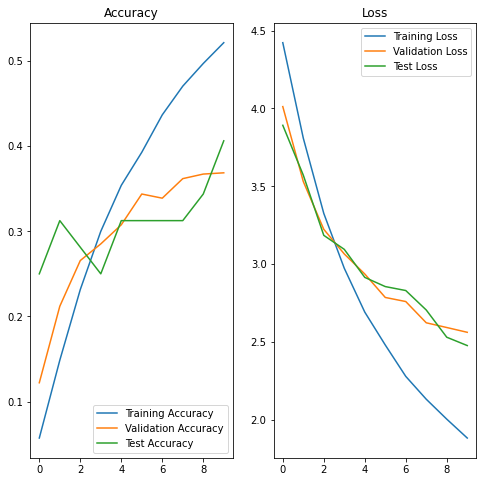 Accuracy
0.5
0.4
0.3
0.2
0.1
0 2 4 6 8
Training Accuracy
Validation Accuracy
Test Accuracy
Loss
4.5
4.0
3.5
3.0
2.5
2.0
0 2 4 6 8
Training Loss
Validation Loss
Test Loss